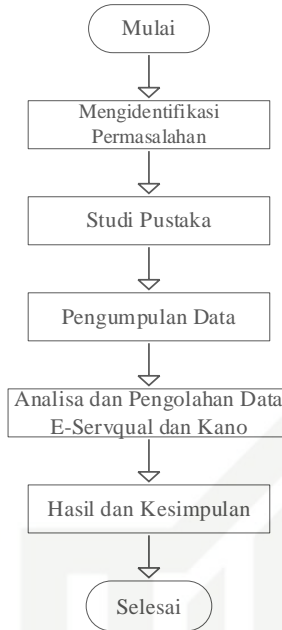 Mulai
Mengidentifikasi
Permasalahan
Studi Pustaka
Pengumpulan Data
Analisa dan Pengolahan Data
E-Servqual dan Kano
Hasil dan Kesimpulan
Selesai